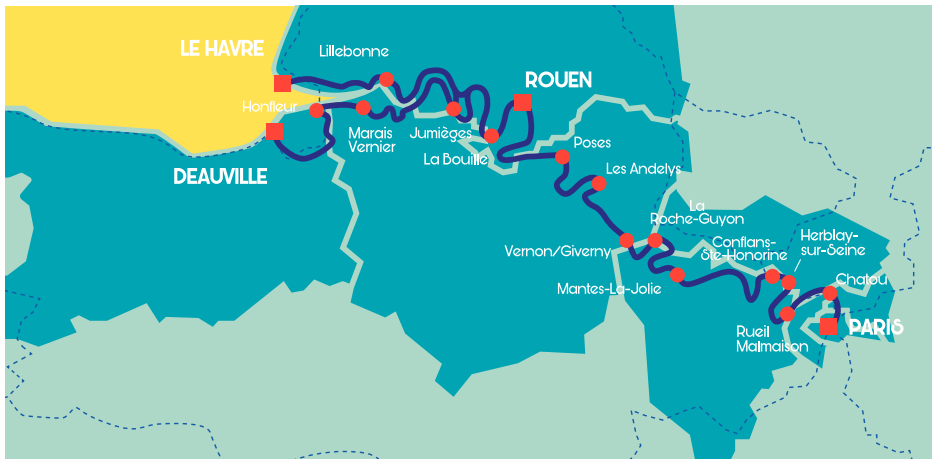 LE HAVRE
Lillebonne
ROUEN
Honfleur
Marais
Vernier
Jumièges
La Bouille
Poses
DEAUVILLE
Les Andelys
La
Roche-Guyon
Vernon/Giverny
Conflans-
Ste-Honorine
Herblay-
sur-Seine
Mantes-La-Jolie
Chatou
Rueil
Malmaison
PARIS